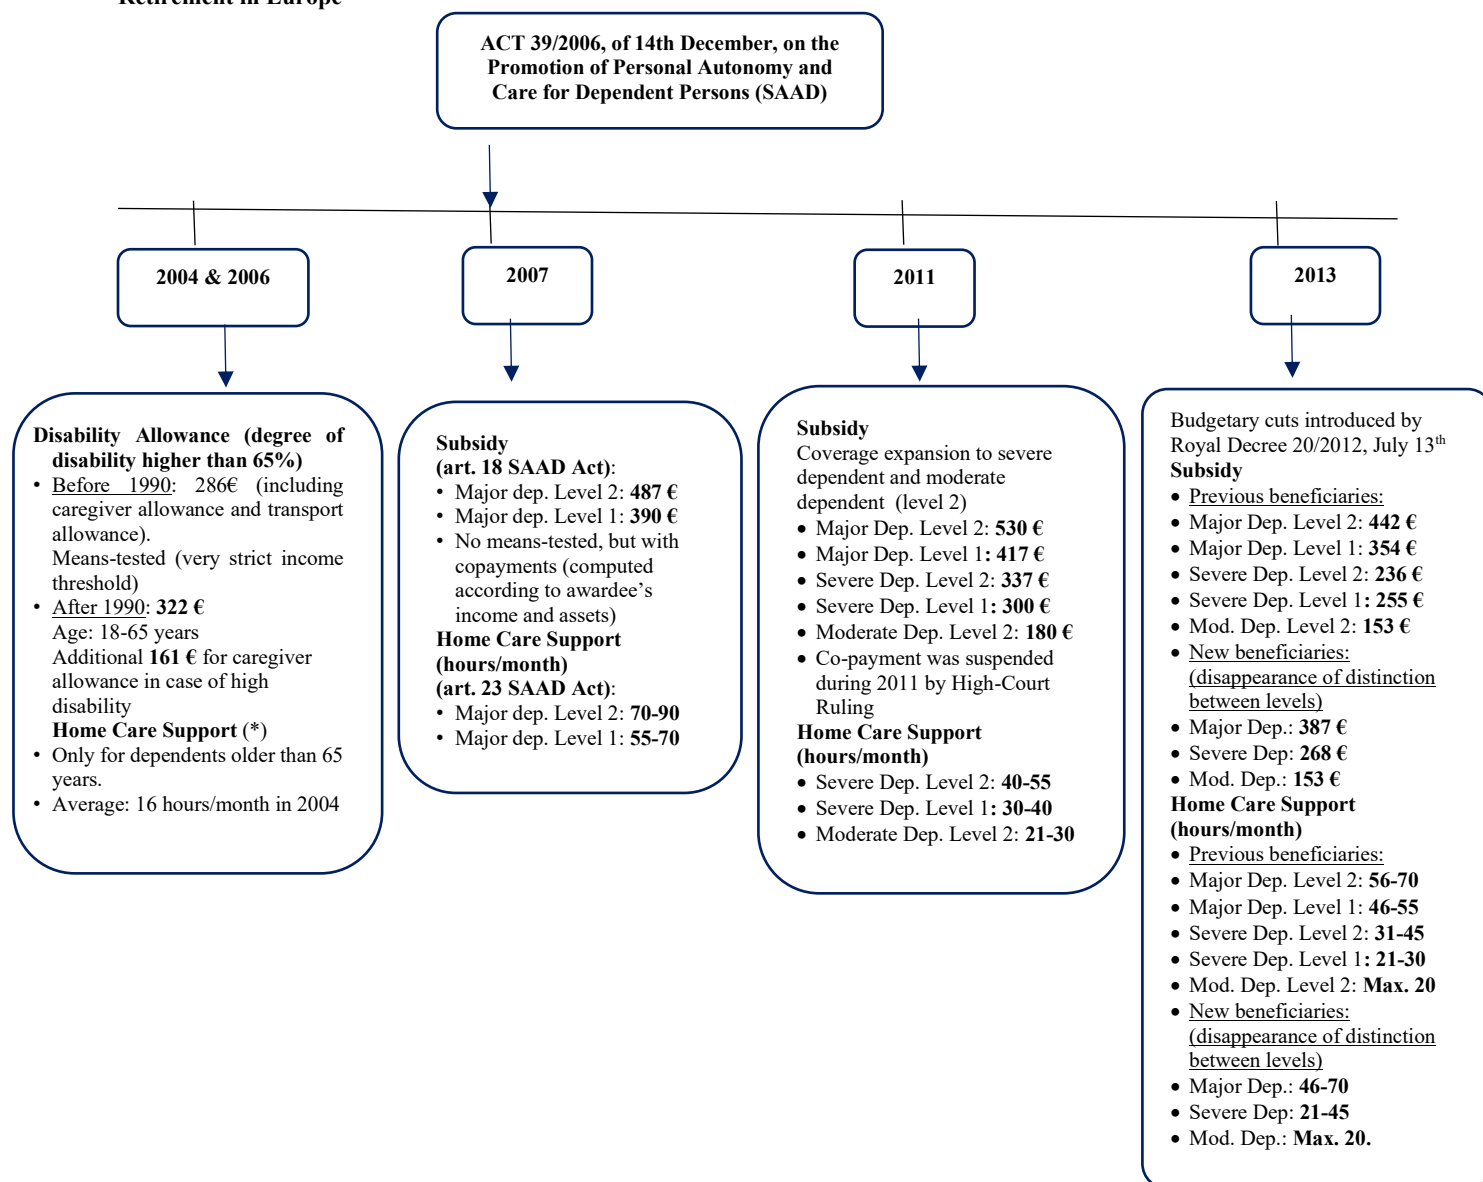 Retirement in Europe
ACT 39/2006, of 14th December, on the
Promotion of Personal Autonomy and
Care for Dependent Persons (SAAD)
2004 & 2006
2007
2011
2013
Disability Allowance (degree of
disability higher than 65%)
• Before 1990: 286€ (including
caregiver allowance and transport
allowance).
Means-tested (very strict income
threshold)
• After 1990: 322 €
Age: 18-65 years
Additional 161 € for caregiver
allowance in case of high
disability
Home Care Support (*)
• Only for dependents older than 65
years.
• Average: 16 hours/month in 2004
Subsidy
(art. 18 SAAD Act):
• Major dep. Level 2: 487 €
• Major dep. Level 1: 390 €
• No means-tested, but with
copayments (computed
according to awardee's
income and assets)
Home Care Support
(hours/month)
(art. 23 SAAD Act):
• Major dep. Level 2: 70-90
• Major dep. Level 1: 55-70
Subsidy
Coverage expansion to severe
dependent and moderate
dependent (level 2)
• Major Dep. Level 2: 530 €
• Major Dep. Level 1: 417 €
• Severe Dep. Level 2: 337 €
• Severe Dep. Level 1: 300 €
• Moderate Dep. Level 2: 180 €
• Co-payment was suspended
during 2011 by High-Court
Ruling
Home Care Support
(hours/month)
• Severe Dep. Level 2: 40-55
• Severe Dep. Level 1: 30-40
• Moderate Dep. Level 2: 21-30
Budgetary cuts introduced by
Royal Decree 20/2012, July 13th
Subsidy
• Previous beneficiaries:
• Major Dep. Level 2: 442 €
• Major Dep. Level 1: 354 €
• Severe Dep. Level 2: 236 €
• Severe Dep. Level 1: 255 €
• Mod. Dep. Level 2: 153 €
• New beneficiaries:
(disappearance of distinction
between levels)
• Major Dep.: 387 €
• Severe Dep: 268 €
• Mod. Dep.: 153 €
Home Care Support
(hours/month)
• Previous beneficiaries:
• Major Dep. Level 2: 56-70
• Major Dep. Level 1: 46-55
• Severe Dep. Level 2: 31-45
• Severe Dep. Level 1: 21-30
• Mod. Dep. Level 2: Max. 20
• New beneficiaries:
(disappearance of distinction
between levels)
• Major Dep.: 46-70
• Severe Dep: 21-45
• Mod. Dep.: Max. 20.